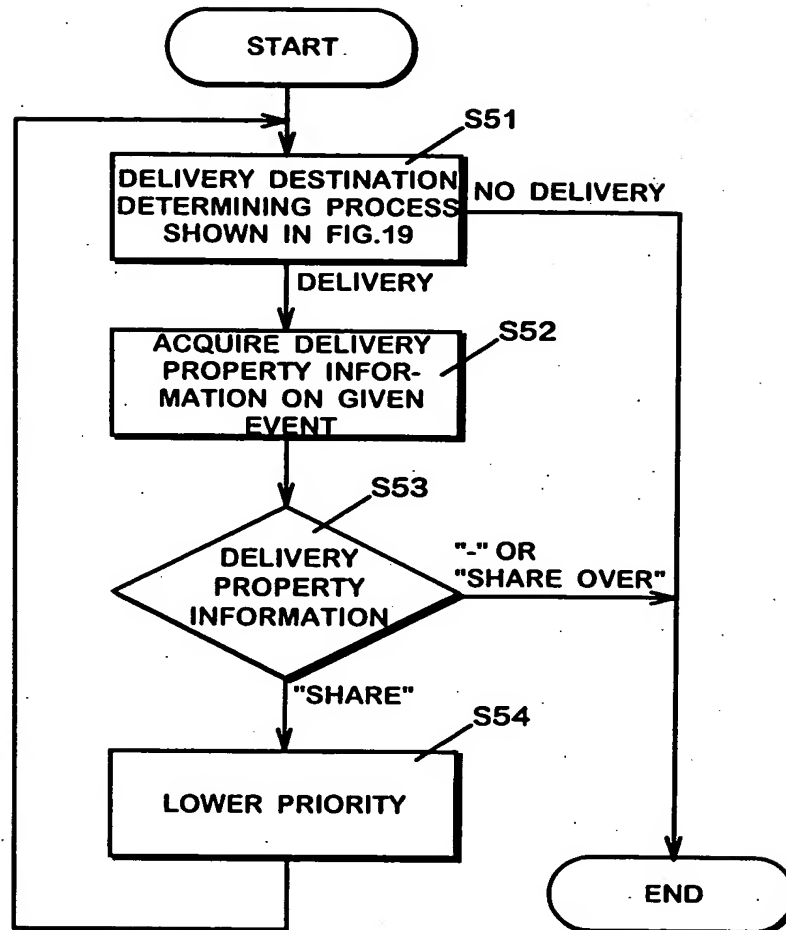 START
S51
DELIVERY DESTINATION
DETERMINING PROCESS
SHOWN IN FIG.19
NO DELIVERY
DELIVERY
S52
ACQUIRE DELIVERY
PROPERTY INFOR-
MATION ON GIVEN
EVENT
S53
DELIVERY
PROPERTY
INFORMATION
"-" OR
"SHARE OVER"
"SHARE"
S54
LOWER PRIORITY
END